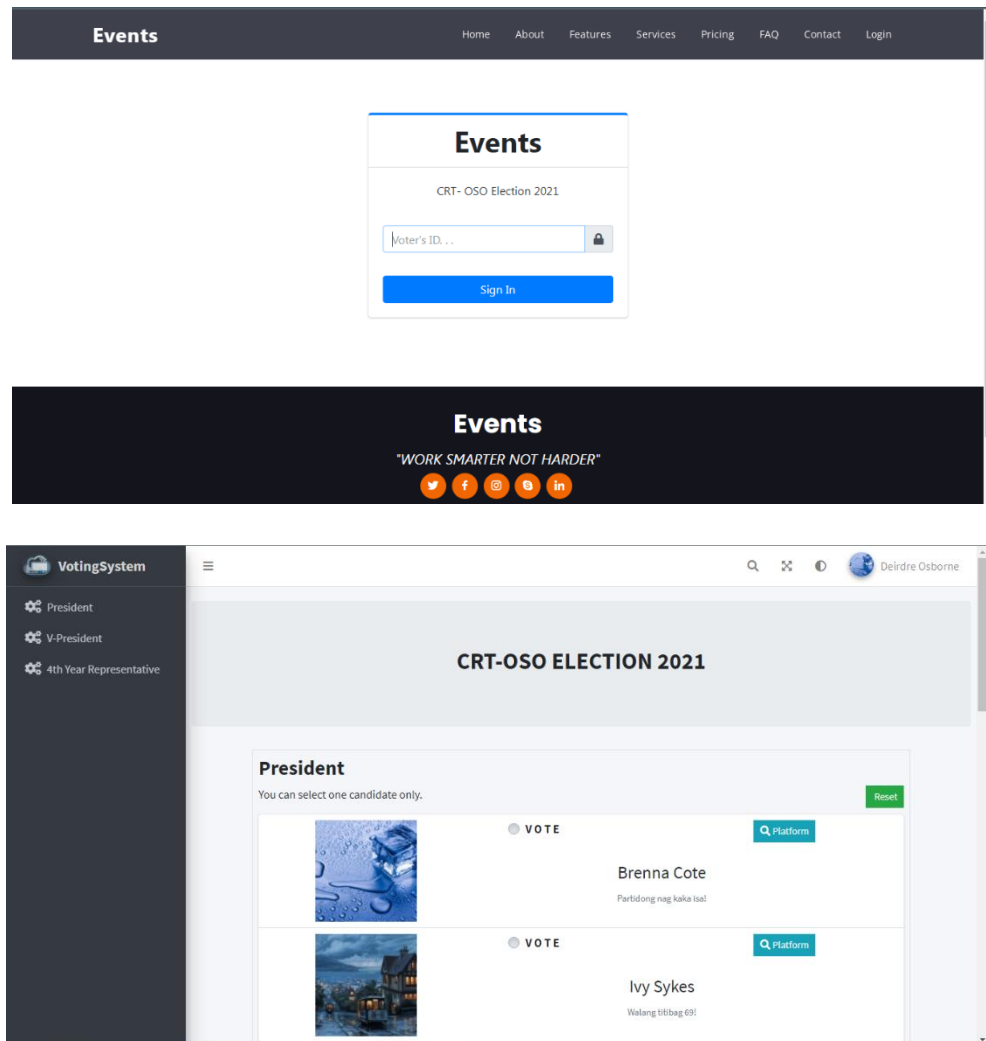 Events Home About Features Services Pricing FAQ Contact Login
Events
CRT- OSO Election 2021
Voter's ID. . .
Sign In
Events
"WORK SMARTER NOT HARDER"
VotingSystem Deirdre Osborne
President
V-President
4th Year Representative
CRT-OSO ELECTION 2021
President
You can select one candidate only.
Reset
VOTE Platform
Brenna Cote
Partidong nag kaka isa!
VOTE Platform
Ivy Sykes
Walang titibag 69!